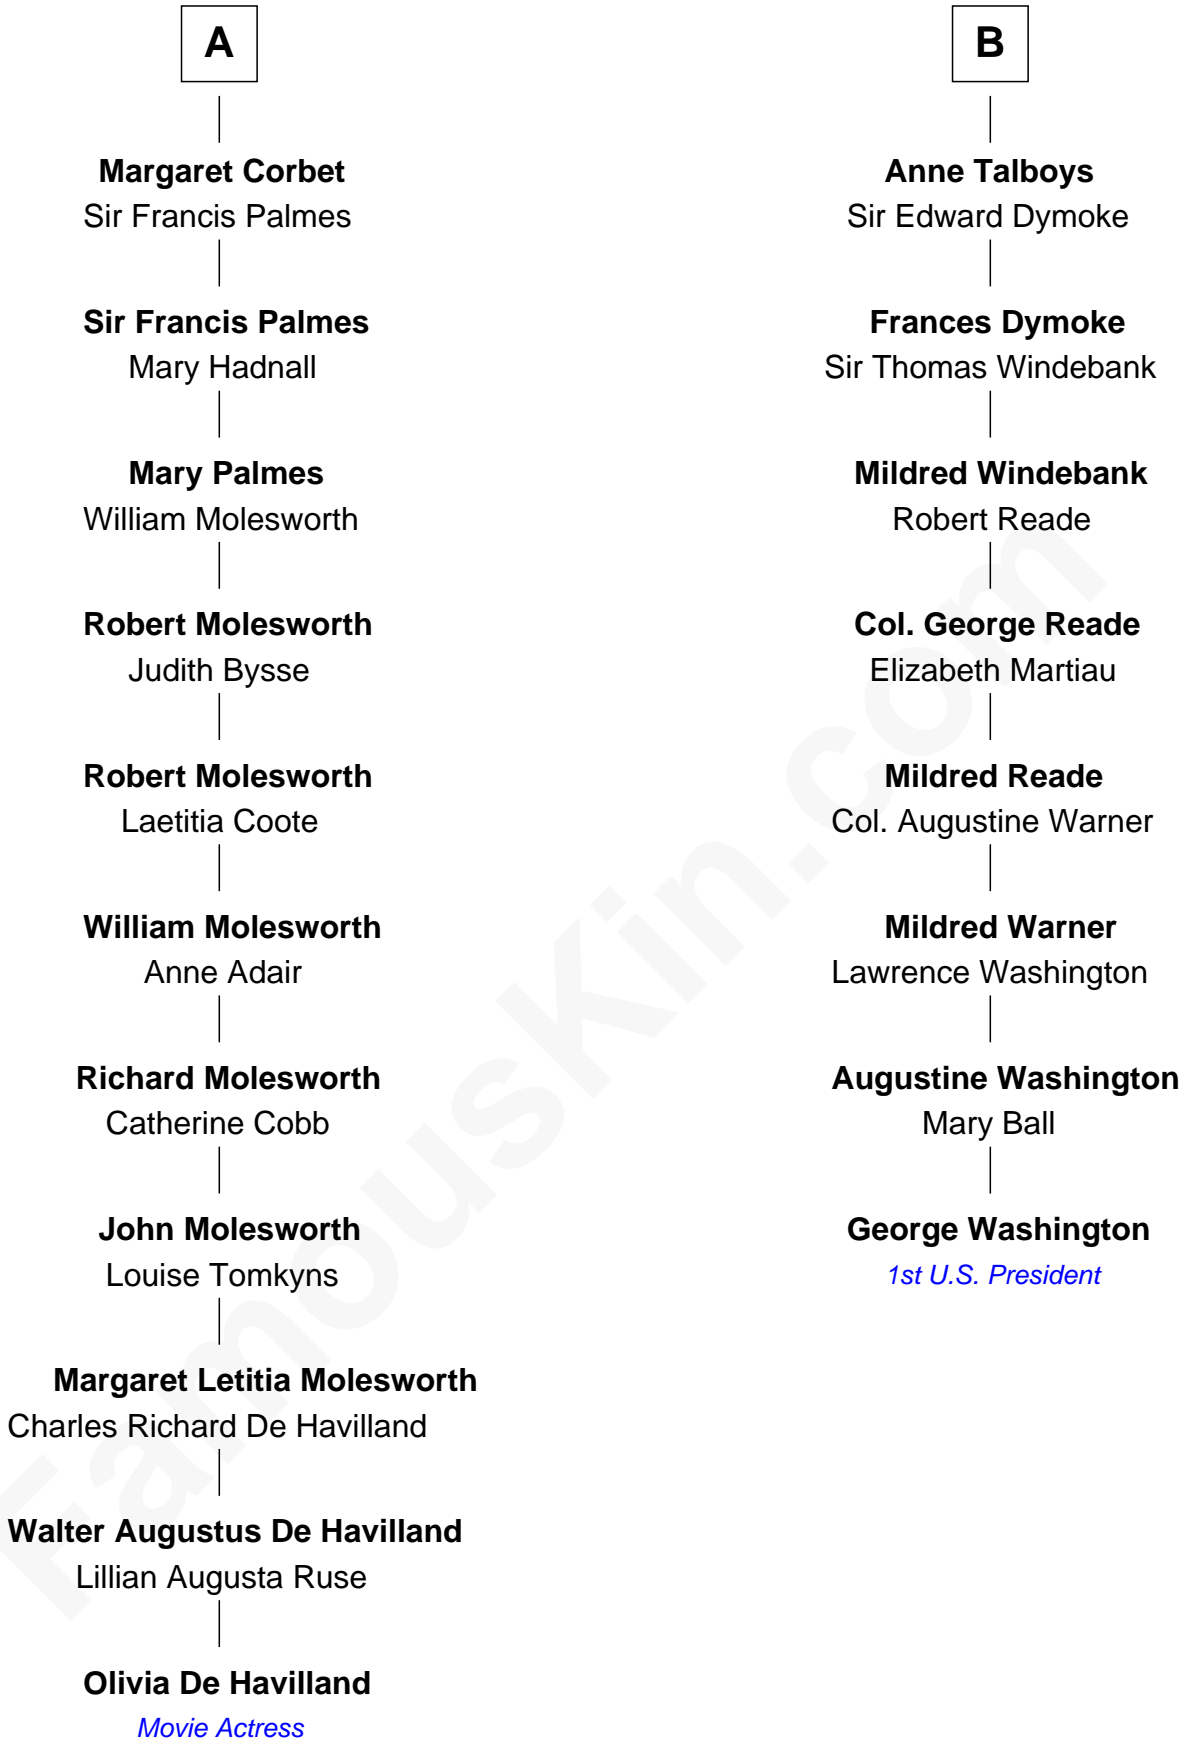 A
Margaret Corbet
Sir Francis Palmes
Sir Francis Palmes
Mary Hadnall
Mary Palmes
William Molesworth
Robert Molesworth
Judith Bysse
Robert Molesworth
Laetitia Coote
William Molesworth
Anne Adair
Richard Molesworth
Catherine Cobb
John Molesworth
Louise Tomkyns
Margaret Letitia Molesworth
Charles Richard De Havilland
Walter Augustus De Havilland
Lillian Augusta Ruse
Olivia De Havilland
Movie Actress
B
Anne Talboys
Sir Edward Dymoke
Frances Dymoke
Sir Thomas Windebank
Mildred Windebank
Robert Reade
Col. George Reade
Elizabeth Martiau
Mildred Reade
Col. Augustine Warner
Mildred Warner
Lawrence Washington
Augustine Washington
Mary Ball
George Washington
1st U.S. President
FamousKin.com